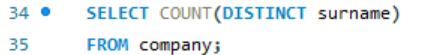 34 SELECT COUNT(DISTINCT surname)
35 FROM company;